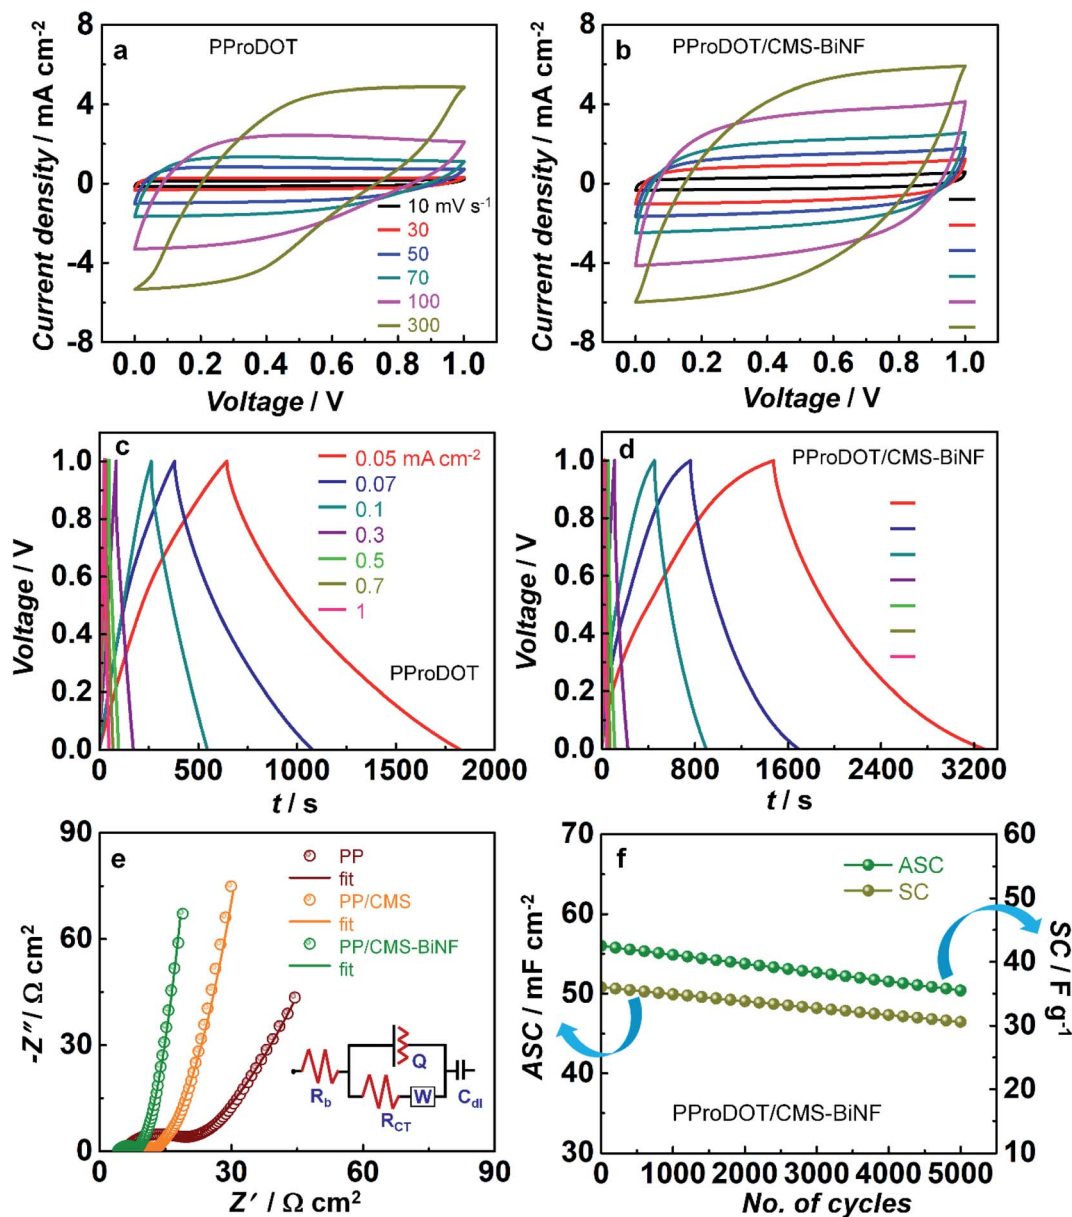 a
PProDOT
8
4
0
-4
-8
Current density / mA cm-2
10 mV s-1
30
50
70
100
300
0.0 0.2 0.4 0.6 0.8 1.0
Voltage / V
b
PProDOT/CMS-BiNF
8
4
0
-4
-8
Current density / mA cm-2
0.0 0.2 0.4 0.6 0.8 1.0
Voltage / V
c
1.0
0.8
0.6
0.4
0.2
0.0
Voltage / V
0.05 mA cm-2
0.07
0.1
0.3
0.5
0.7
1
PProDOT
0 500 1000 1500 2000
t / s
d
PProDOT/CMS-BiNF
1.0
0.8
0.6
0.4
0.2
0.0
Voltage / V
0 800 1600 2400 3200
t / s
e
90
60
30
0
-Z″ / Ω cm2
PP
fit
PP/CMS
fit
PP/CMS-BiNF
fit
Rb
Q
RCT
W
Cdl
0 30 60 90
Z′ / Ω cm2
f
70
65
60
55
50
45
40
35
30
ASC / mF cm-2
ASC
SC
60
50
40
30
20
10
SC / F g-1
PProDOT/CMS-BiNF
0 1000 2000 3000 4000 5000
No. of cycles